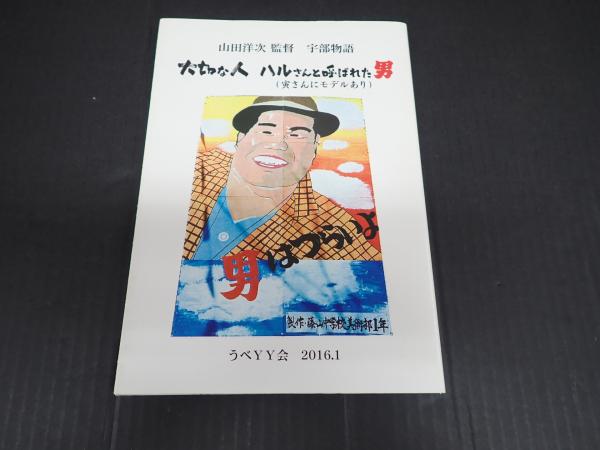 山田洋次 監督　宇部物語
大切な人 ハルさんと呼ばれた男
（寅さんにモデルあり）
男はつらいよ
製作・藤山中学校美術部1年
うべYY会　2016.1